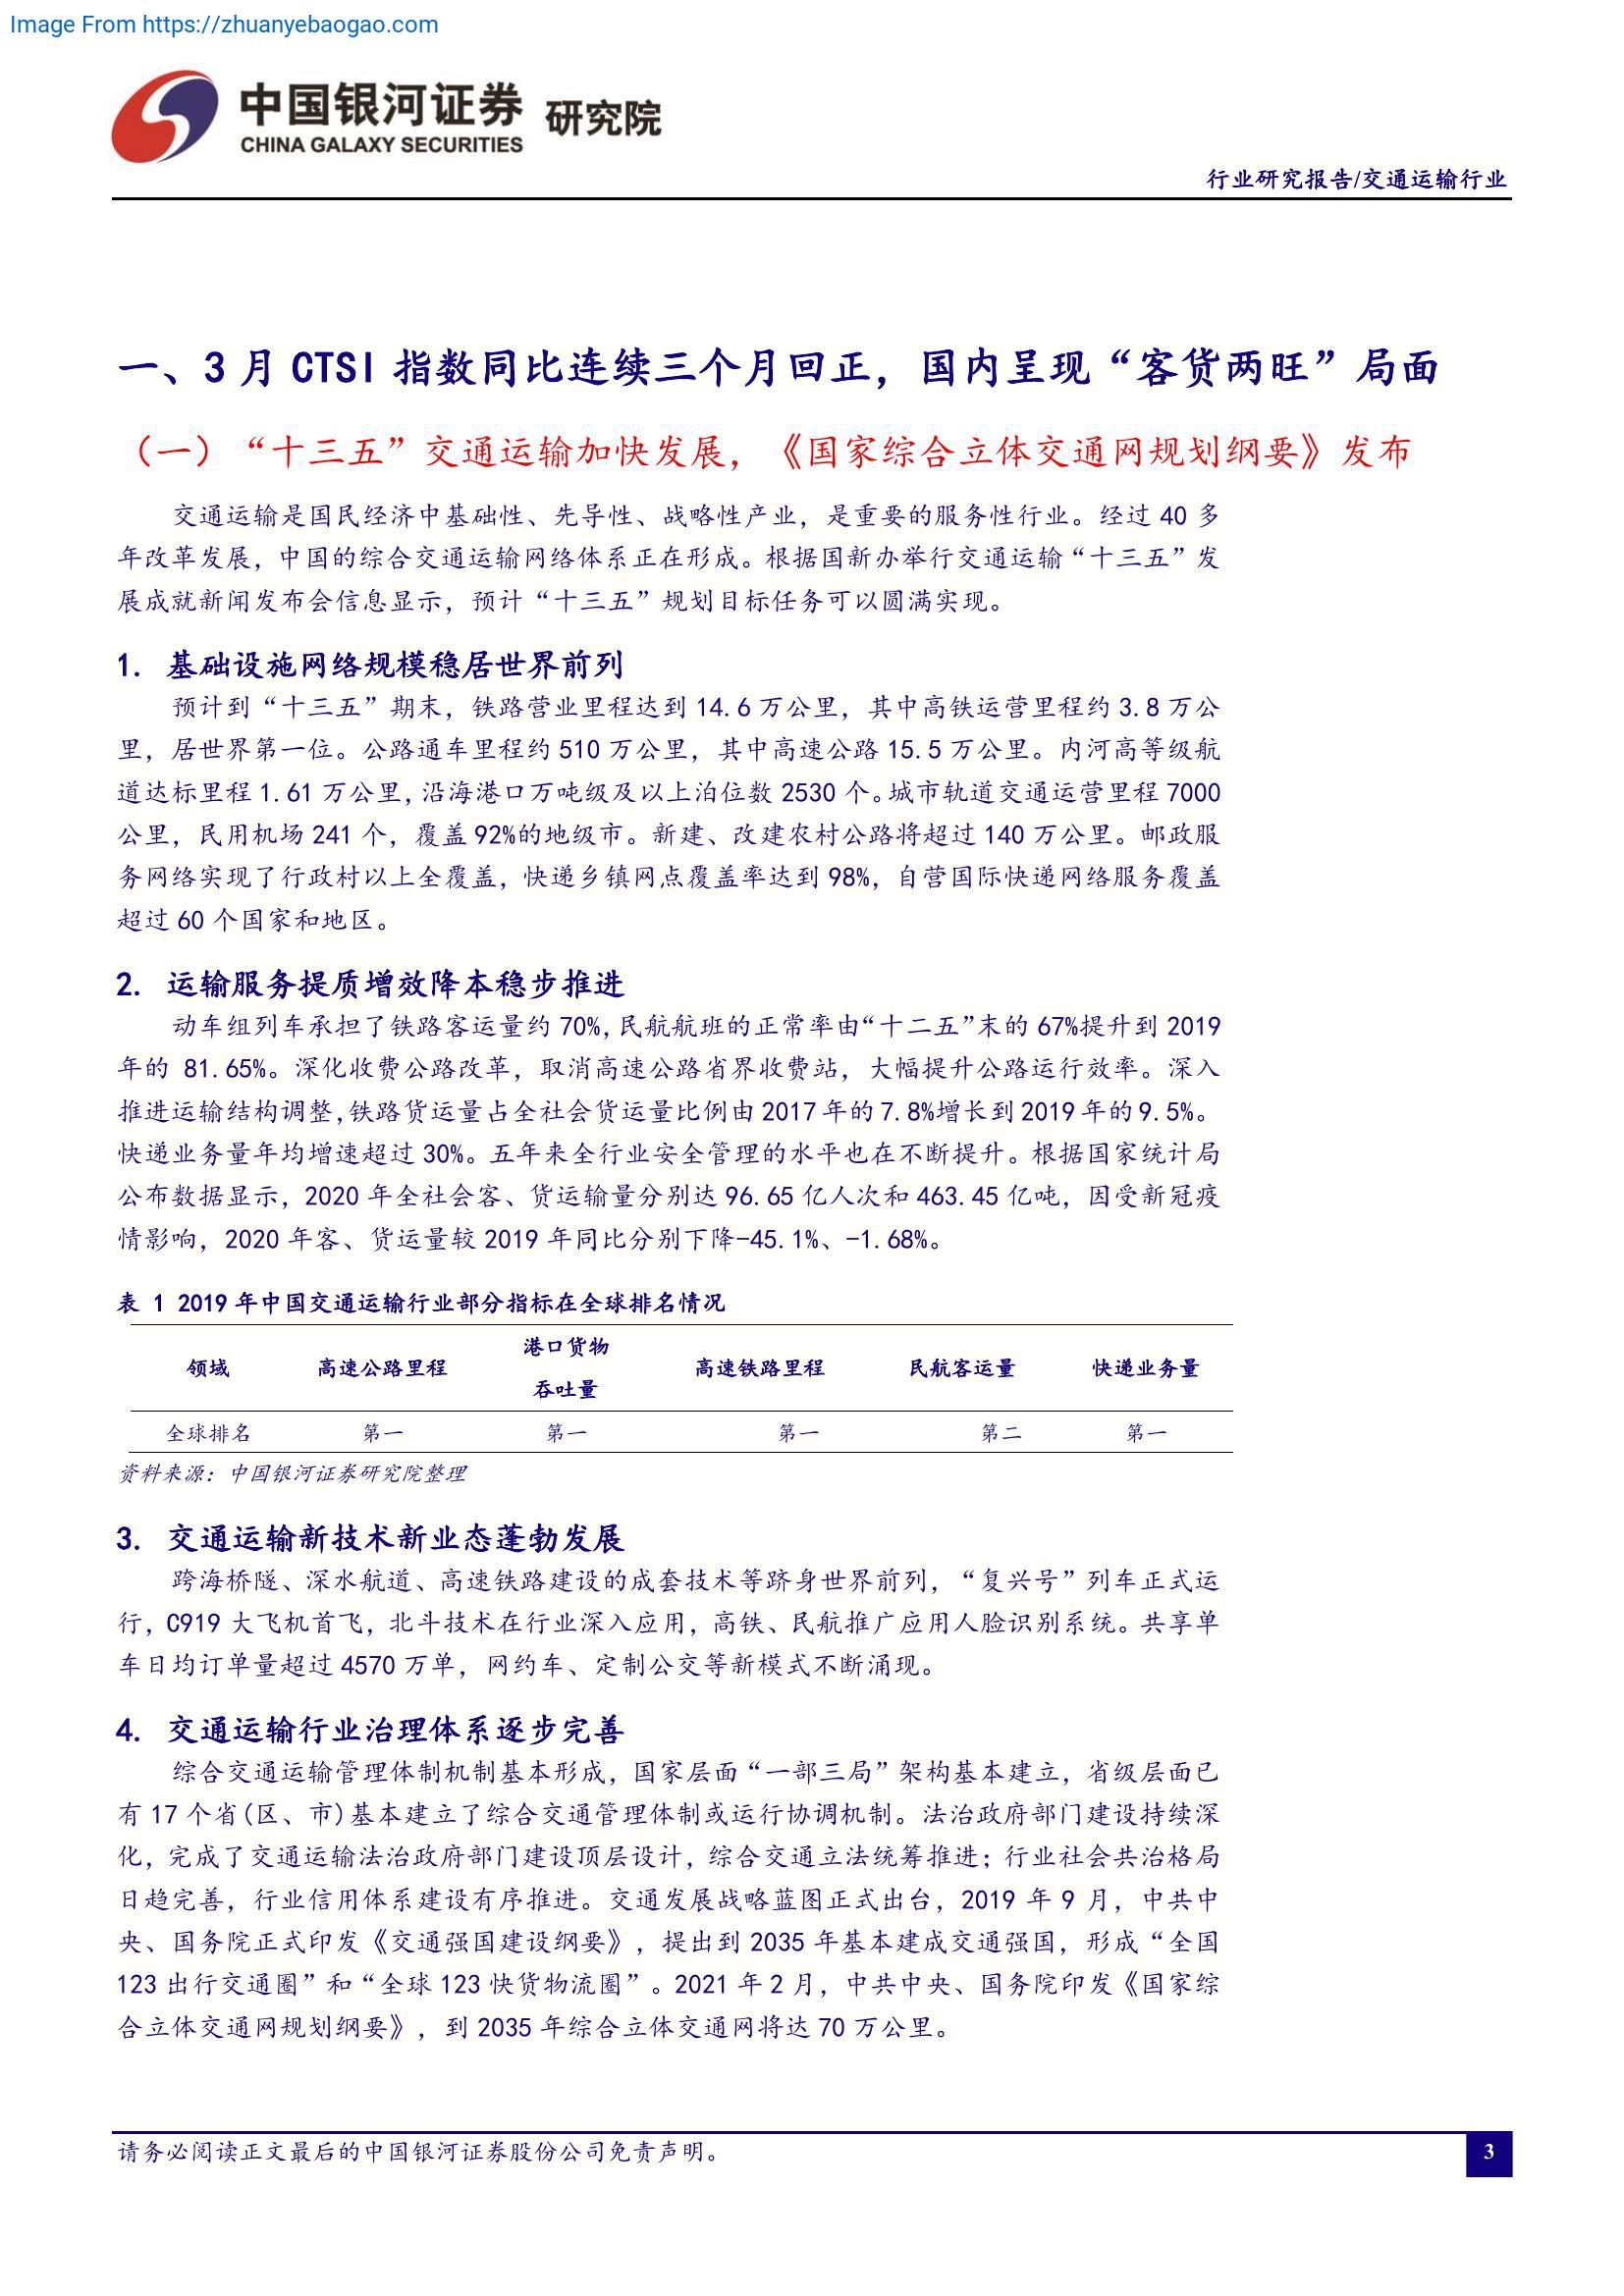 Image From https://zhuanyebaogao.com
中国银河证券 研究院
CHINA GALAXY SECURITIES
行业研究报告/交通运输行业
一、3 月 CTSI 指数同比连续三个月回正，国内呈现“客货两旺”局面
（一）“十三五”交通运输加快发展，《国家综合立体交通网规划纲要》发布
交通运输是国民经济中基础性、先导性、战略性产业，是重要的服务性行业。经过 40 多
年改革发展，中国的综合交通运输网络体系正在形成。根据国新办举行交通运输“十三五”发
展成就新闻发布会信息显示，预计“十三五”规划目标任务可以圆满实现。
1. 基础设施网络规模稳居世界前列
预计到“十三五”期末，铁路营业里程达到 14.6 万公里，其中高铁运营里程约 3.8 万公
里，居世界第一位。公路通车里程约 510 万公里，其中高速公路 15.5 万公里。内河高等级航
道达标里程 1.61 万公里，沿海港口万吨级及以上泊位数 2530 个。城市轨道交通运营里程 7000
公里，民用机场 241 个，覆盖 92%的地级市。新建、改建农村公路将超过 140 万公里。邮政服
务网络实现了行政村以上全覆盖，快递乡镇网点覆盖率达到 98%，自营国际快递网络服务覆盖
超过 60 个国家和地区。
2. 运输服务提质增效降本稳步推进
动车组列车承担了铁路客运量约 70%，民航航班的正常率由“十二五”末的 67%提升到 2019
年的 81.65%。深化收费公路改革，取消高速公路省界收费站，大幅提升公路运行效率。深入
推进运输结构调整，铁路货运量占全社会货运量比例由 2017 年的 7.8%增长到 2019 年的 9.5%。
快递业务量年均增速超过 30%。五年来全行业安全管理的水平也在不断提升。根据国家统计局
公布数据显示，2020 年全社会客、货运输量分别达 96.65 亿人次和 463.45 亿吨，因受新冠疫
情影响，2020 年客、货运量较 2019 年同比分别下降-45.1%、-1.68%。
表 1 2019 年中国交通运输行业部分指标在全球排名情况
领域 高速公路里程 港口货物吞吐量 高速铁路里程 民航客运量 快递业务量
全球排名 第一 第一 第一 第二 第一
资料来源：中国银河证券研究院整理
3. 交通运输新技术新业态蓬勃发展
跨海桥隧、深水航道、高速铁路建设的成套技术等跻身世界前列，“复兴号”列车正式运
行，C919 大飞机首飞，北斗技术在行业深入应用，高铁、民航推广应用人脸识别系统。共享单
车日均订单量超过 4570 万单，网约车、定制公交等新模式不断涌现。
4. 交通运输行业治理体系逐步完善
综合交通运输管理体制机制基本形成，国家层面“一部三局”架构基本建立，省级层面已
有 17 个省(区、市)基本建立了综合交通管理体制或运行协调机制。法治政府部门建设持续深
化，完成了交通运输法治政府部门建设顶层设计，综合交通立法统筹推进；行业社会共治格局
日趋完善，行业信用体系建设有序推进。交通发展战略蓝图正式出台，2019 年 9 月，中共中
央、国务院正式印发《交通强国建设纲要》，提出到 2035 年基本建成交通强国，形成“全国
123 出行交通圈”和“全球 123 快货物流圈”。2021 年 2 月，中共中央、国务院印发《国家综
合立体交通网规划纲要》，到 2035 年综合立体交通网将达 70 万公里。
请务必阅读正文最后的中国银河证券股份公司免责声明。
3